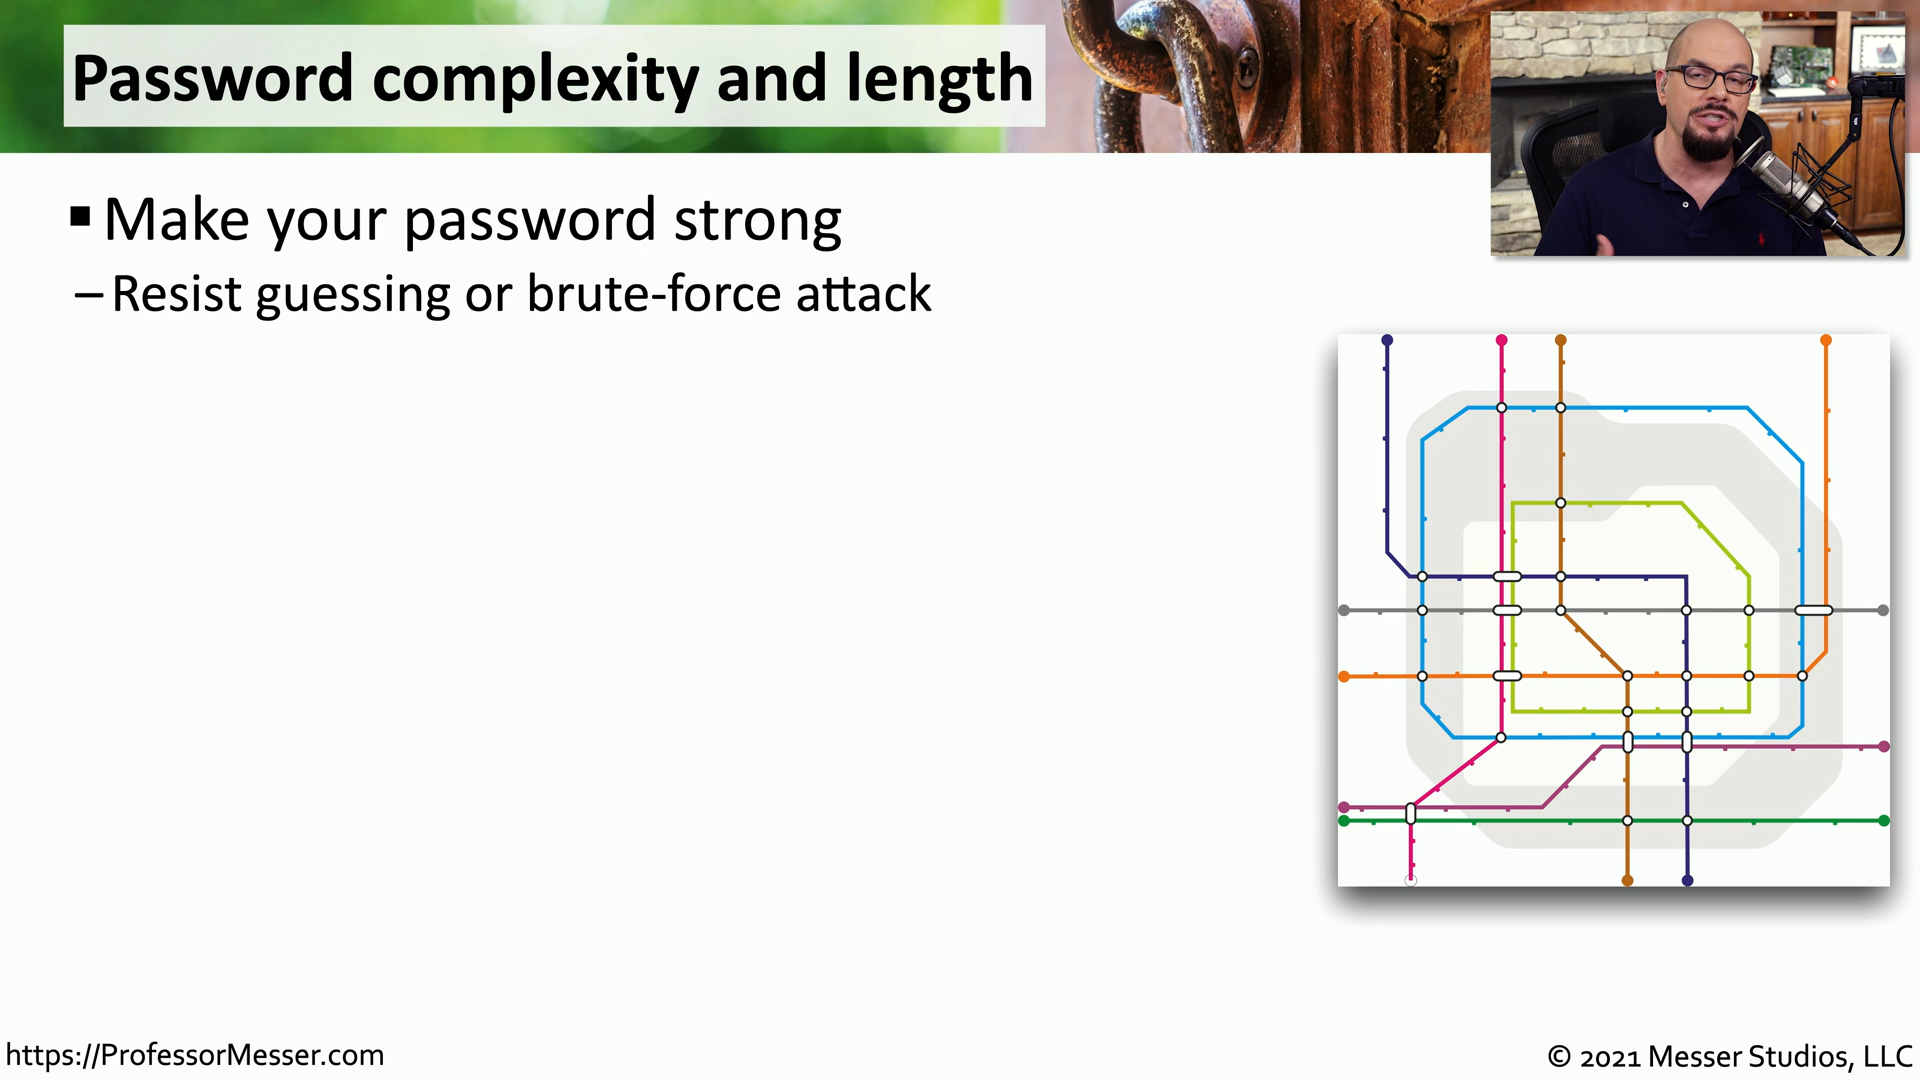 Password complexity and length
▪ Make your password strong
– Resist guessing or brute-force attack
https://ProfessorMesser.com
© 2021 Messer Studios, LLC